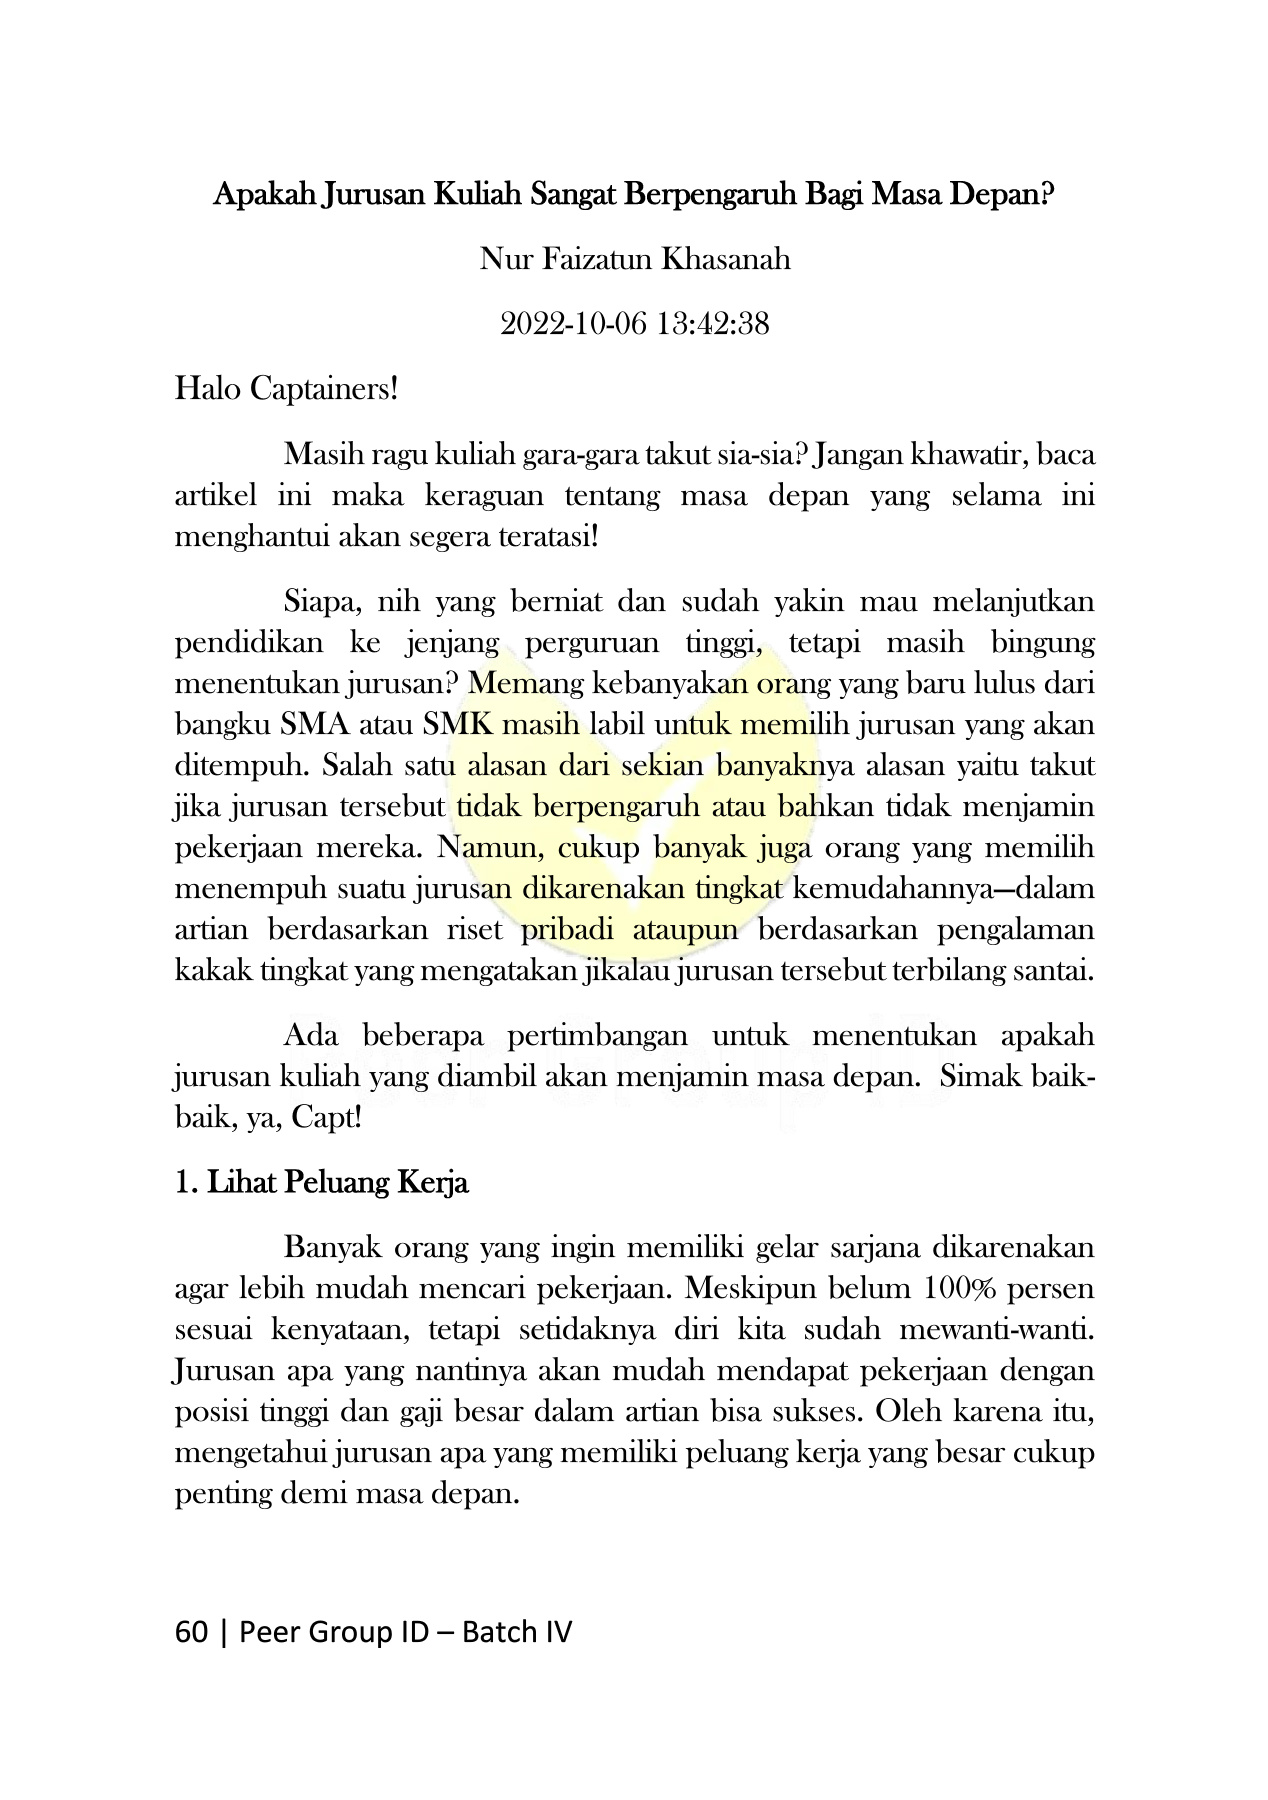 Apakah Jurusan Kuliah Sangat Berpengaruh Bagi Masa Depan?
Nur Faizatun Khasanah
2022-10-06 13:42:38
Halo Captainers!
Masih ragu kuliah gara-gara takut sia-sia? Jangan khawatir, baca
artikel ini maka keraguan tentang masa depan yang selama ini
menghantui akan segera teratasi!
Siapa, nih yang berniat dan sudah yakin mau melanjutkan
pendidikan ke jenjang perguruan tinggi, tetapi masih bingung
menentukan jurusan? Memang kebanyakan orang yang baru lulus dari
bangku SMA atau SMK masih labil untuk memilih jurusan yang akan
ditempuh. Salah satu alasan dari sekian banyaknya alasan yaitu takut
jika jurusan tersebut tidak berpengaruh atau bahkan tidak menjamin
pekerjaan mereka. Namun, cukup banyak juga orang yang memilih
menempuh suatu jurusan dikarenakan tingkat kemudahannya—dalam
artian berdasarkan riset pribadi ataupun berdasarkan pengalaman
kakak tingkat yang mengatakan jikalau jurusan tersebut terbilang santai.
Ada beberapa pertimbangan untuk menentukan apakah
jurusan kuliah yang diambil akan menjamin masa depan.  Simak baik-
baik, ya, Capt!
1. Lihat Peluang Kerja
Banyak orang yang ingin memiliki gelar sarjana dikarenakan
agar lebih mudah mencari pekerjaan. Meskipun belum 100% persen
sesuai kenyataan, tetapi setidaknya diri kita sudah mewanti-wanti.
Jurusan apa yang nantinya akan mudah mendapat pekerjaan dengan
posisi tinggi dan gaji besar dalam artian bisa sukses. Oleh karena itu,
mengetahui jurusan apa yang memiliki peluang kerja yang besar cukup
penting demi masa depan.
60 | Peer Group ID – Batch IV